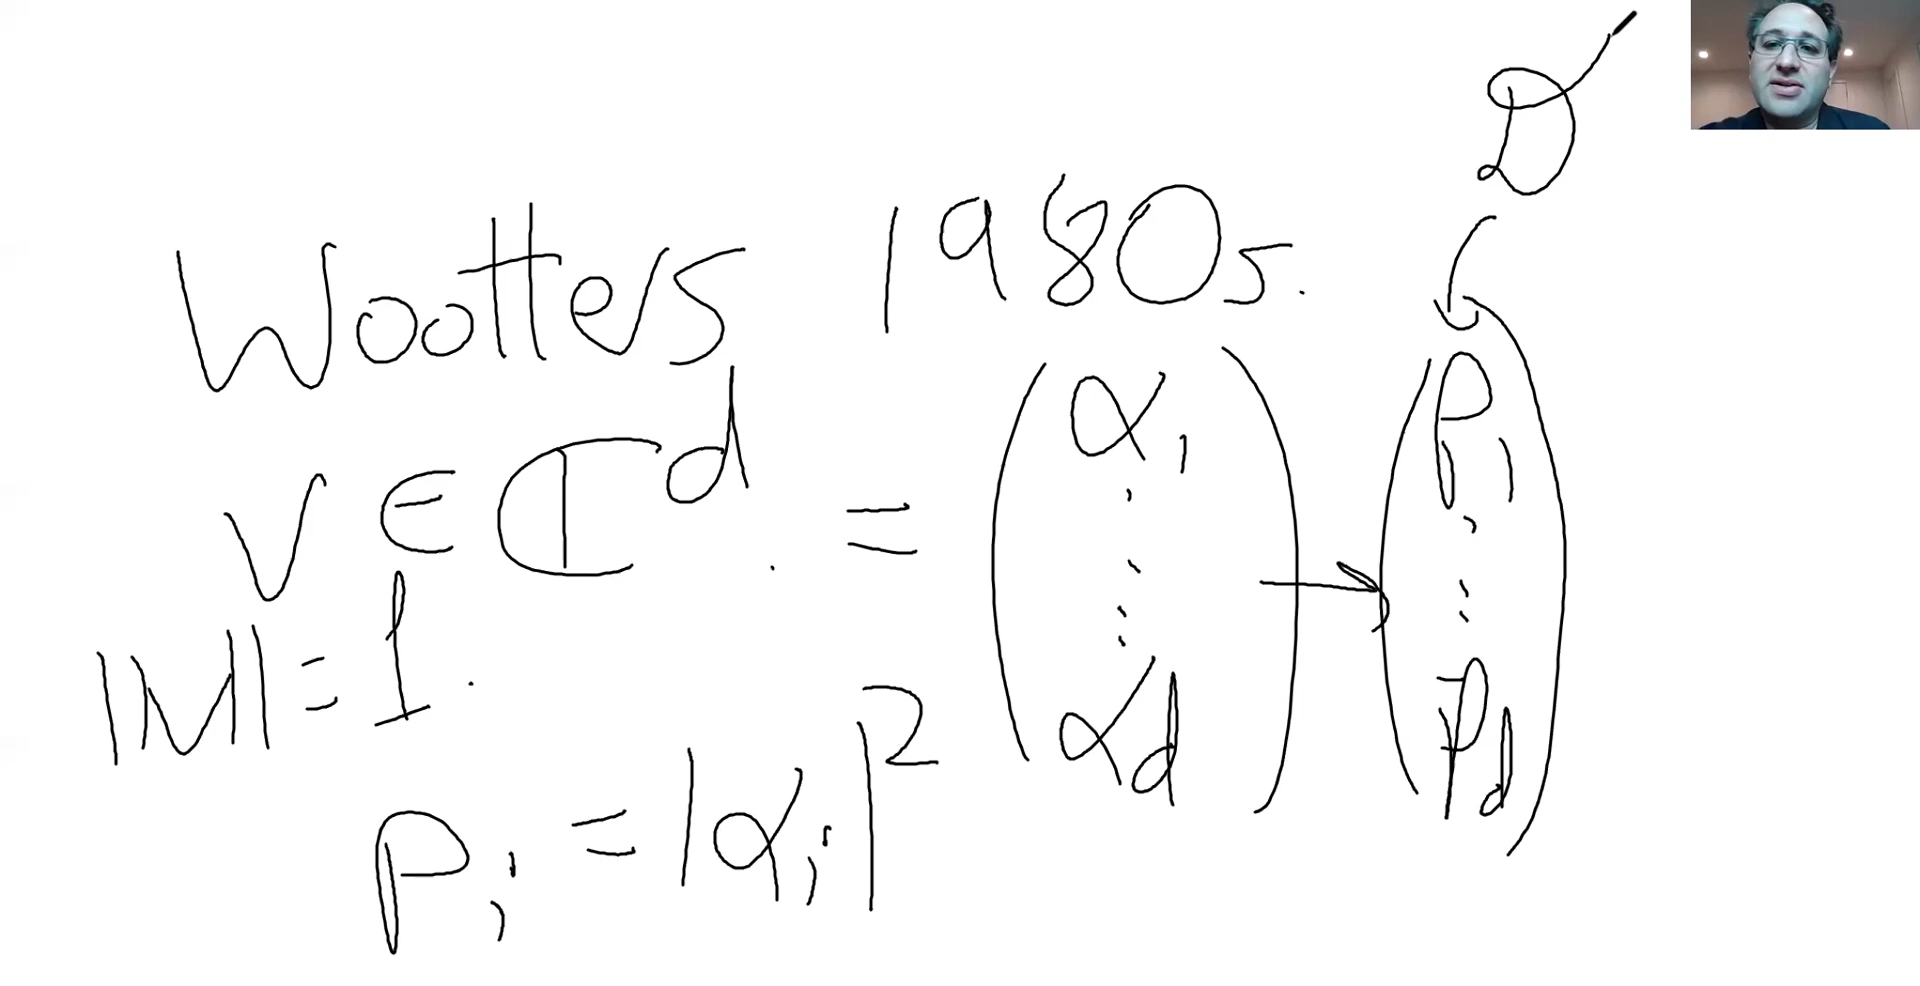 D
Wootters 1980s.
v ∈ ℂ^d. = (α_1 ⋮ α_d) → (p_1 ⋮ p_d)
||v|| = 1.
p_i = |α_i|^2